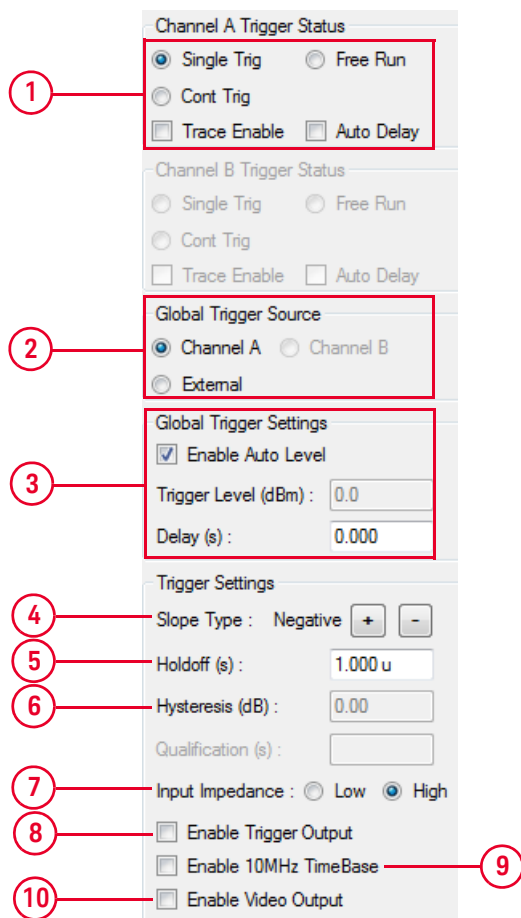 Channel A Trigger Status
1
Single Trig Free Run
Cont Trig
Trace Enable Auto Delay
Channel B Trigger Status
Single Trig Free Run
Cont Trig
Trace Enable Auto Delay
Global Trigger Source
2
Channel A Channel B
External
Global Trigger Settings
Enable Auto Level
3
Trigger Level (dBm) : 0.0
Delay (s) : 0.000
Trigger Settings
4 Slope Type : Negative + -
5 Holdoff (s) : 1.000 u
6 Hysteresis (dB) : 0.00
Qualification (s) :
7 Input Impedance : Low High
8 Enable Trigger Output
Enable 10MHz TimeBase 9
10 Enable Video Output